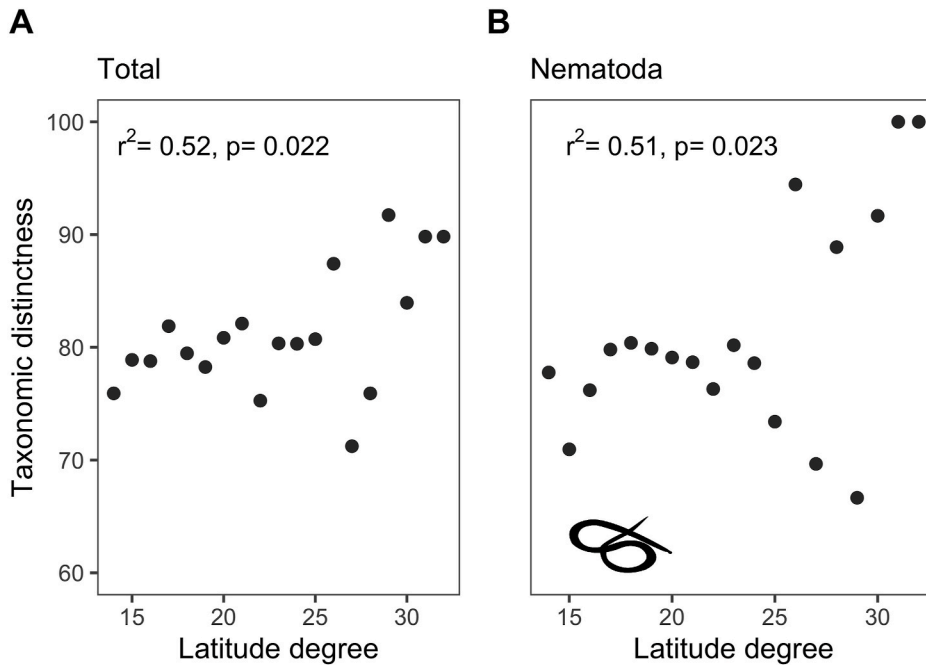 A
B
Total
Nematoda
r²= 0.52, p= 0.022
r²= 0.51, p= 0.023
Taxonomic distinctness
100
90
80
70
60
15 20 25 30
15 20 25 30
Latitude degree
Latitude degree